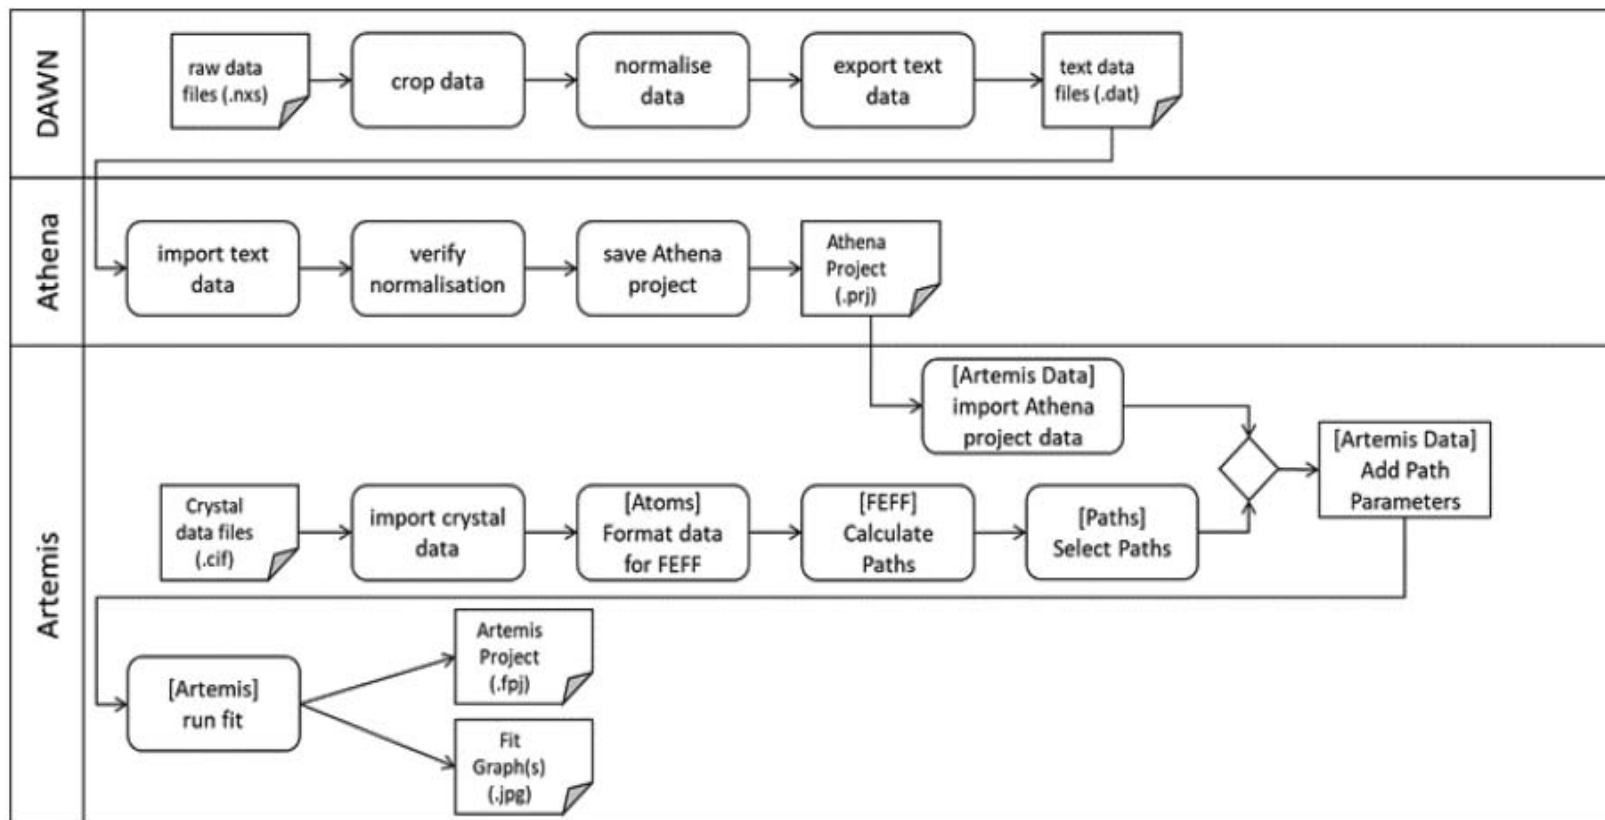 DAWN
raw data
files (.nxs)
crop data
normalise
data
export text
data
text data
files (.dat)
Athena
import text
data
verify
normalisation
save Athena
project
Athena
Project
(.prj)
Artemis
[Artemis Data]
import Athena
project data
[Artemis Data]
Add Path
Parameters
Crystal
data files
(.cif)
import crystal
data
[Atoms]
Format data
for FEFF
[FEFF]
Calculate
Paths
[Paths]
Select Paths
[Artemis]
run fit
Artemis
Project
(.fpj)
Fit
Graph(s)
(.jpg)